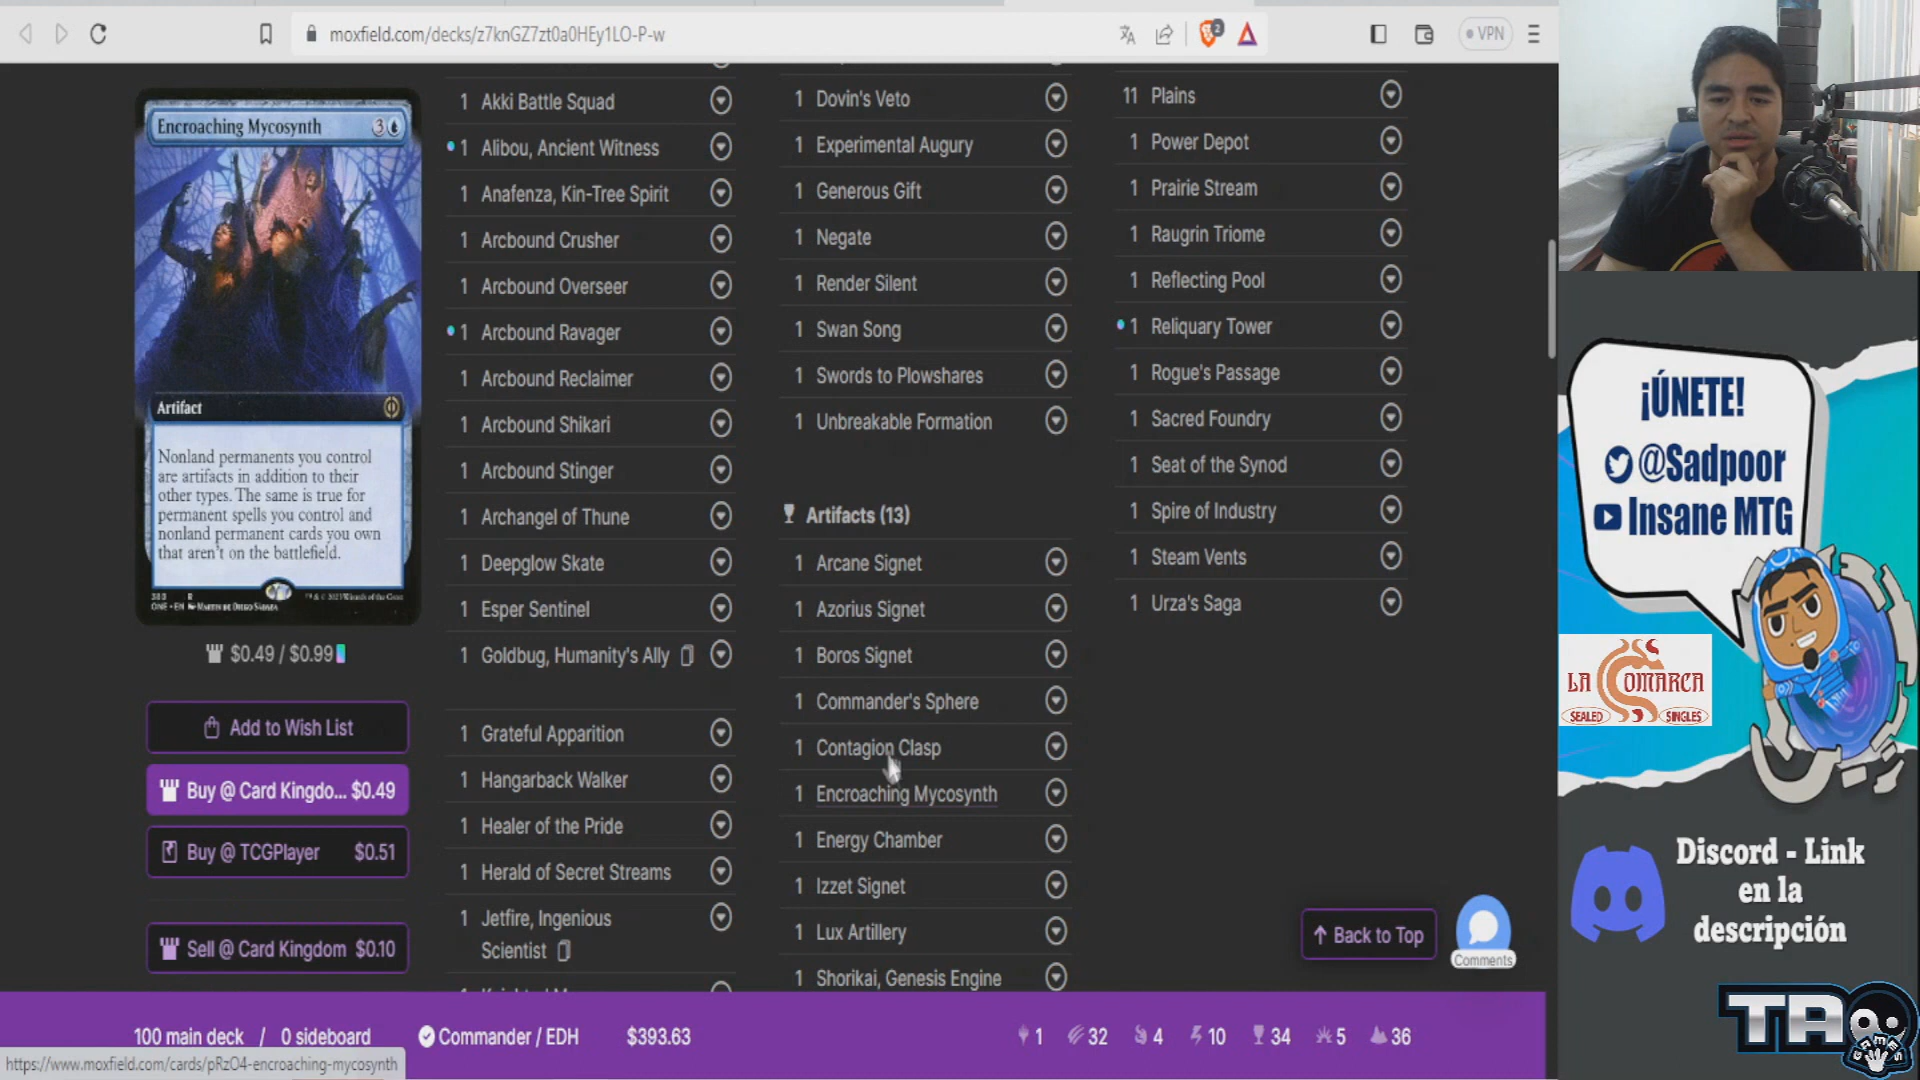 moxfield.com/decks/z7knGZ7zt0a0HEy1LO-P-w
2
VPN
Encroaching Mycosynth
3
Artifact
Nonland permanents you control
are artifacts in addition to their
other types. The same is true for
permanent spells you control and
nonland permanent cards you own
that aren't on the battlefield.
$0.49 / $0.99
Add to Wish List
Buy @ Card Kingdo... $0.49
Buy @ TCGPlayer $0.51
Sell @ Card Kingdom $0.10
1 Akki Battle Squad
1 Alibou, Ancient Witness
1 Anafenza, Kin-Tree Spirit
1 Arcbound Crusher
1 Arcbound Overseer
1 Arcbound Ravager
1 Arcbound Reclaimer
1 Arcbound Shikari
1 Arcbound Stinger
1 Archangel of Thune
1 Deepglow Skate
1 Esper Sentinel
1 Goldbug, Humanity's Ally
1 Grateful Apparition
1 Hangarback Walker
1 Healer of the Pride
1 Herald of Secret Streams
1 Jetfire, Ingenious
Scientist
1 Dovin's Veto
1 Experimental Augury
1 Generous Gift
1 Negate
1 Render Silent
1 Swan Song
1 Swords to Plowshares
1 Unbreakable Formation
Artifacts (13)
1 Arcane Signet
1 Azorius Signet
1 Boros Signet
1 Commander's Sphere
1 Contagion Clasp
1 Encroaching Mycosynth
1 Energy Chamber
1 Izzet Signet
1 Lux Artillery
1 Shorikai, Genesis Engine
11 Plains
1 Power Depot
1 Prairie Stream
1 Raugrin Triome
1 Reflecting Pool
1 Reliquary Tower
1 Rogue's Passage
1 Sacred Foundry
1 Seat of the Synod
1 Spire of Industry
1 Steam Vents
1 Urza's Saga
Back to Top
Comments
100 main deck / 0 sideboard
Commander / EDH
$393.63
1 32 4 10 34 5 36
https://www.moxfield.com/cards/pRzO4-encroaching-mycosynth
¡ÚNETE!
@Sadpoor
Insane MTG
LA COMARCA
SEALED SINGLES
Discord - Link
en la
descripción
TAO
GAMES